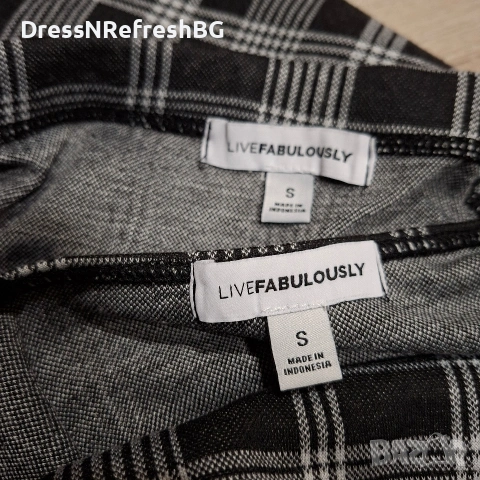 DressNRefreshBG
LIVEFABULOUSLY
S
MADE IN
INDONESIA
LIVEFABULOUSLY
S
MADE IN
INDONESIA